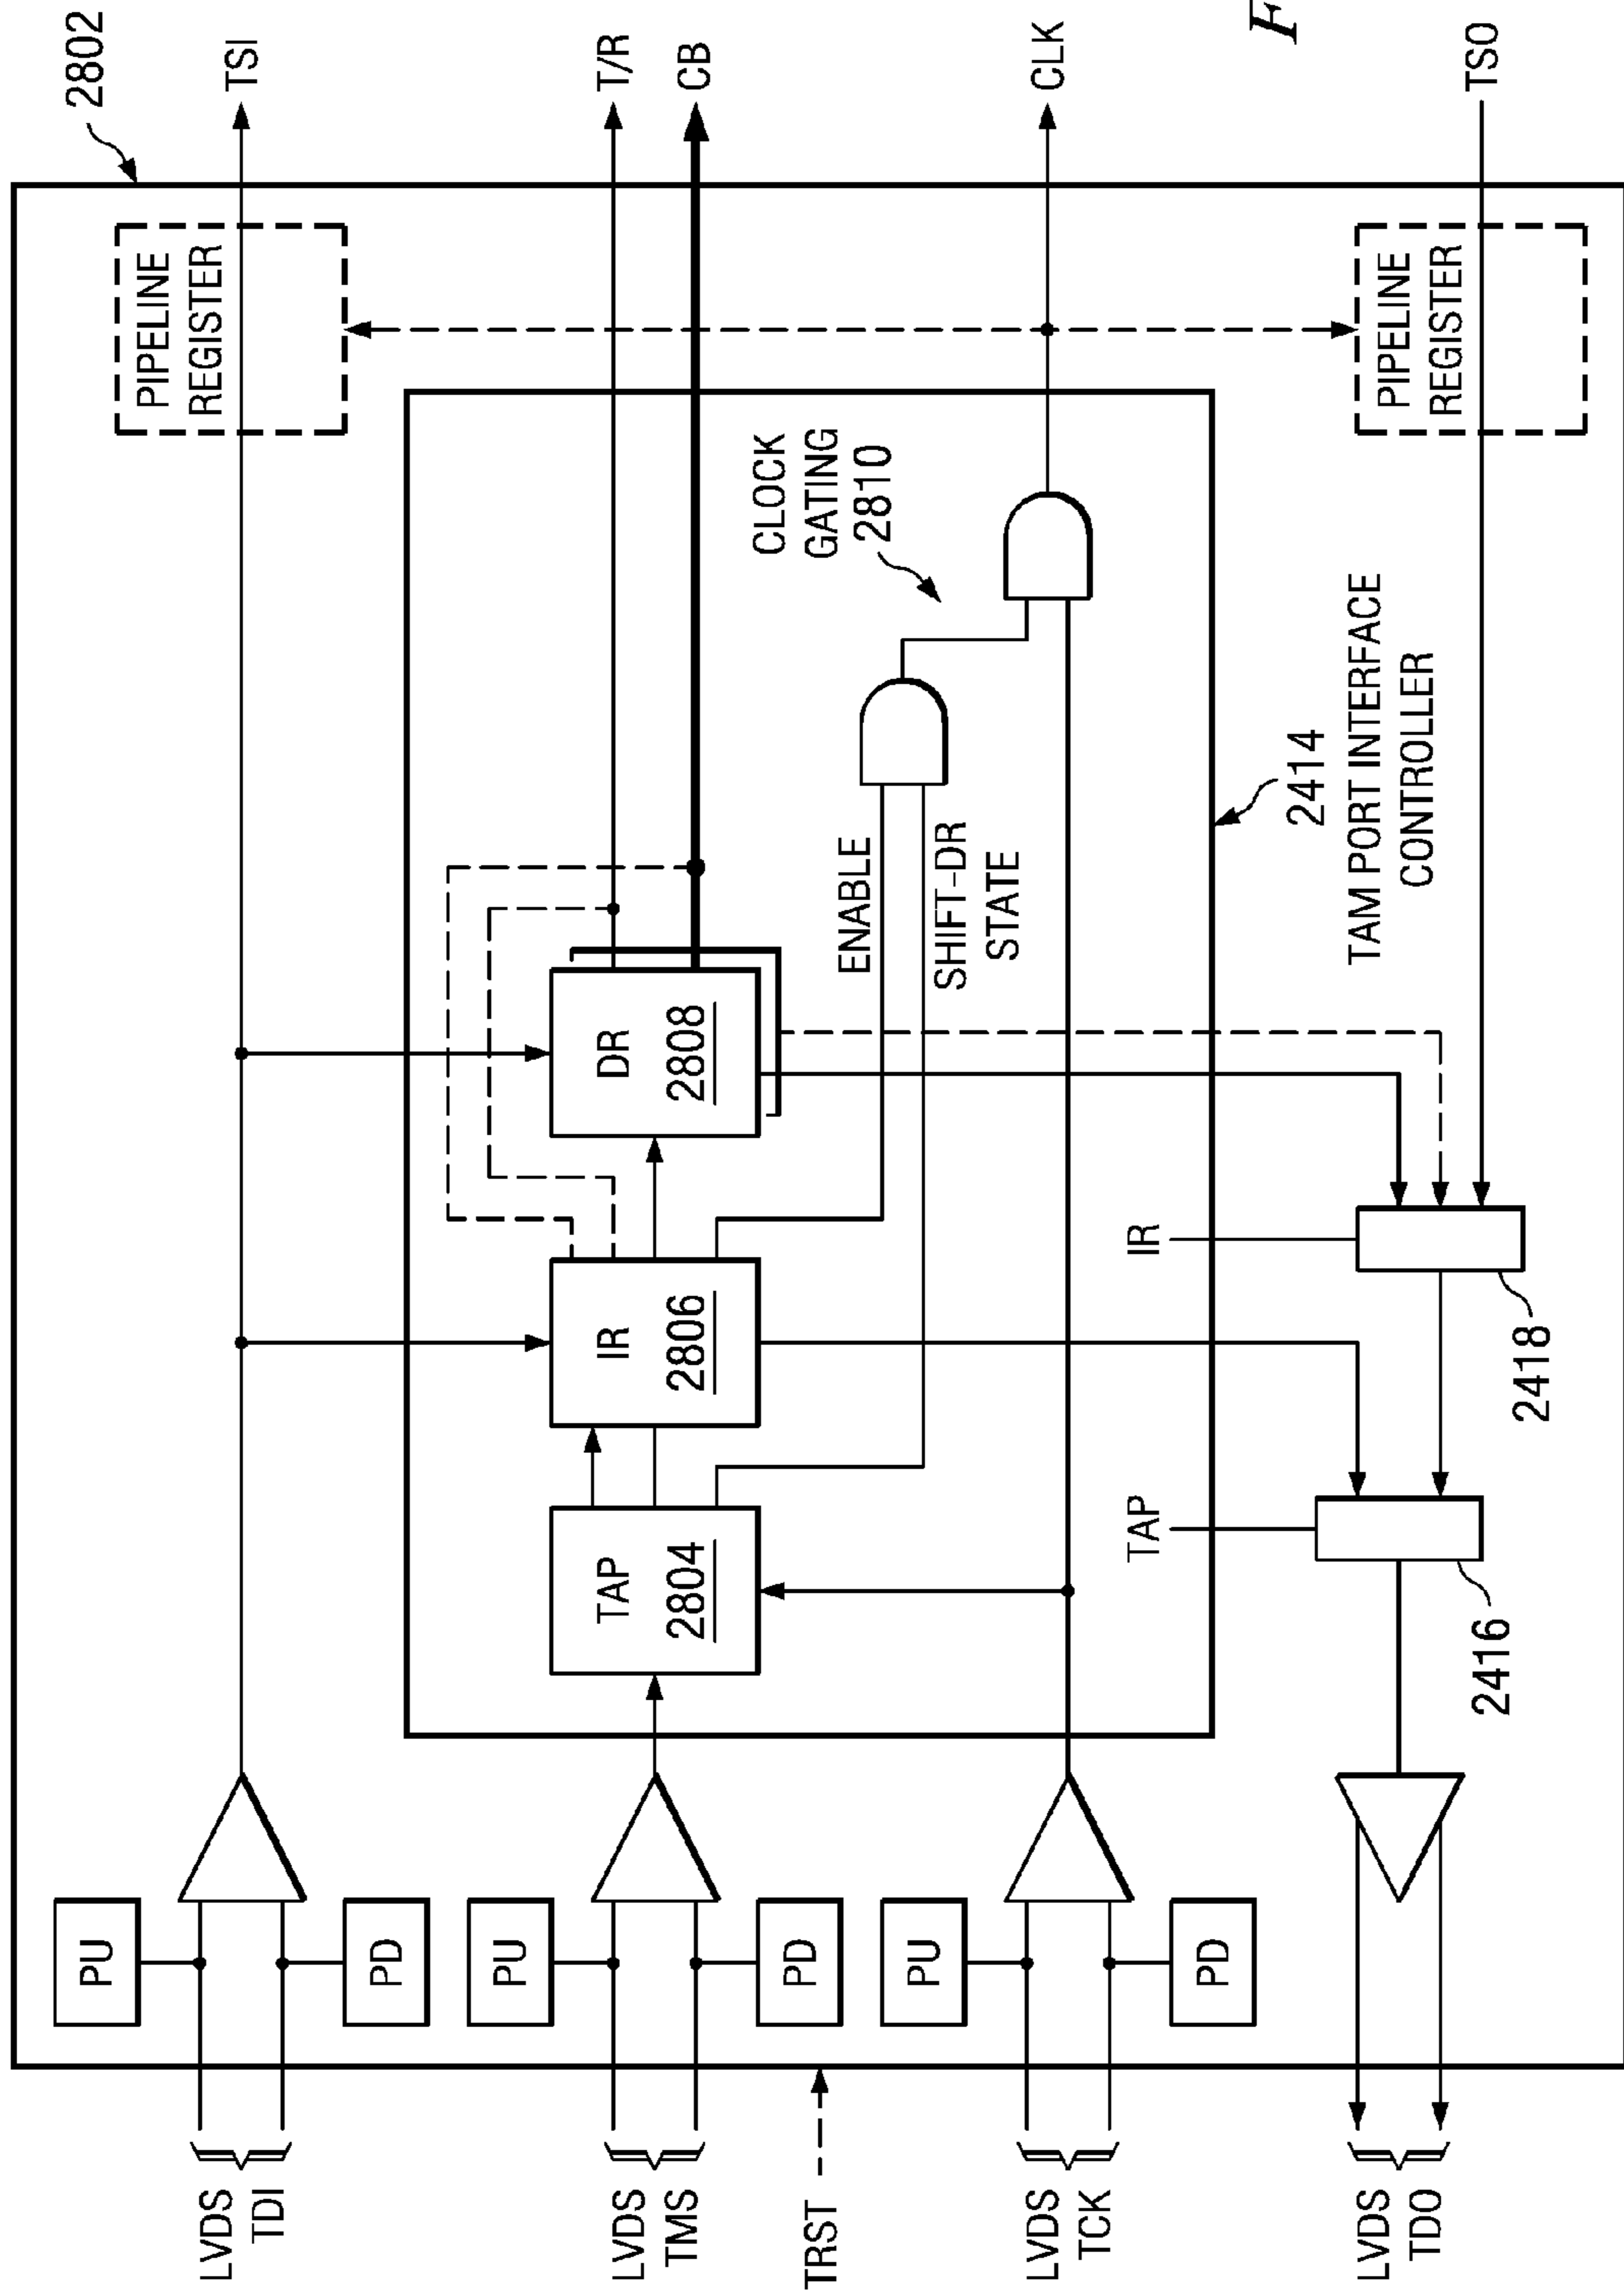 2802
TSI
T/R
CB
CLK
F
TSO
PIPELINE
REGISTER
PIPELINE
REGISTER
CLOCK
GATING
2810
ENABLE
SHIFT-DR
STATE
2414
TAM PORT INTERFACE
CONTROLLER
DR
2808
IR
2806
TAP
2804
IR
2418
TAP
2416
PU
PD
PU
PD
PU
PD
LVDS
TDI
LVDS
TMS
TRST
LVDS
TCK
LVDS
TDO